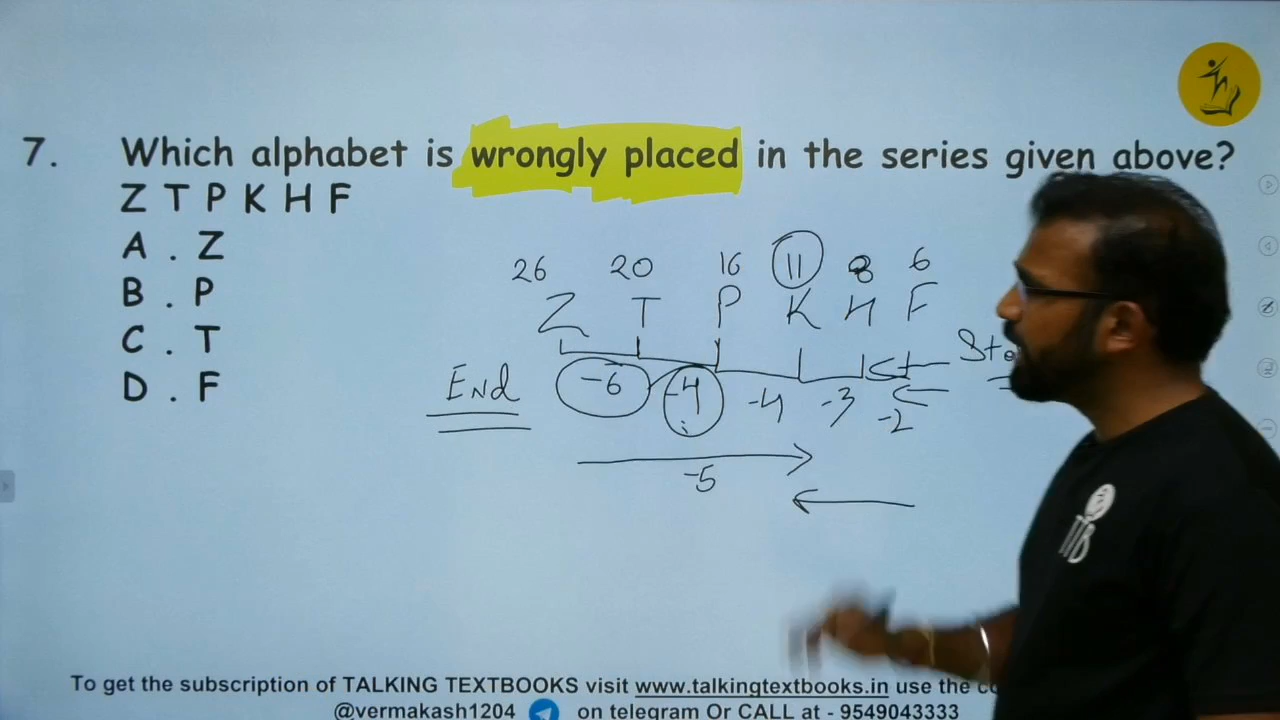 7. Which alphabet is wrongly placed in the series given above?
Z T P K H F
A . Z
B . P
C . T
D . F
26 20 16 11 8 6
Z T P K H F
End
-6 -4 -4 -3 -2
-5
To get the subscription of TALKING TEXTBOOKS visit www.talkingtextbooks.in use the
@vermakash1204 on telegram Or CALL at - 9549043333